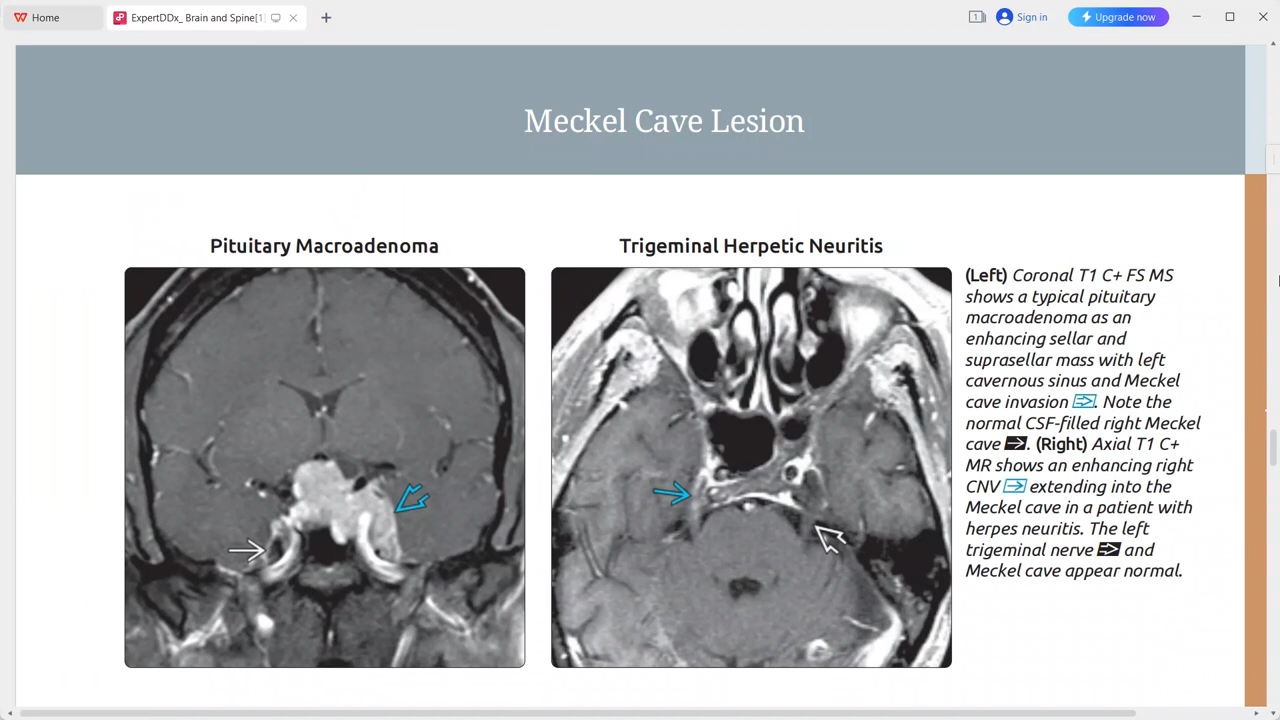 Home
ExpertDDx_ Brain and Spine[1]
Sign in
Upgrade now
Meckel Cave Lesion
Pituitary Macroadenoma
Trigeminal Herpetic Neuritis
(Left) Coronal T1 C+ FS MS
shows a typical pituitary
macroadenoma as an
enhancing sellar and
suprasellar mass with left
cavernous sinus and Meckel
cave invasion. Note the
normal CSF-filled right Meckel
cave. (Right) Axial T1 C+
MR shows an enhancing right
CNV extending into the
Meckel cave in a patient with
herpes neuritis. The left
trigeminal nerve and
Meckel cave appear normal.